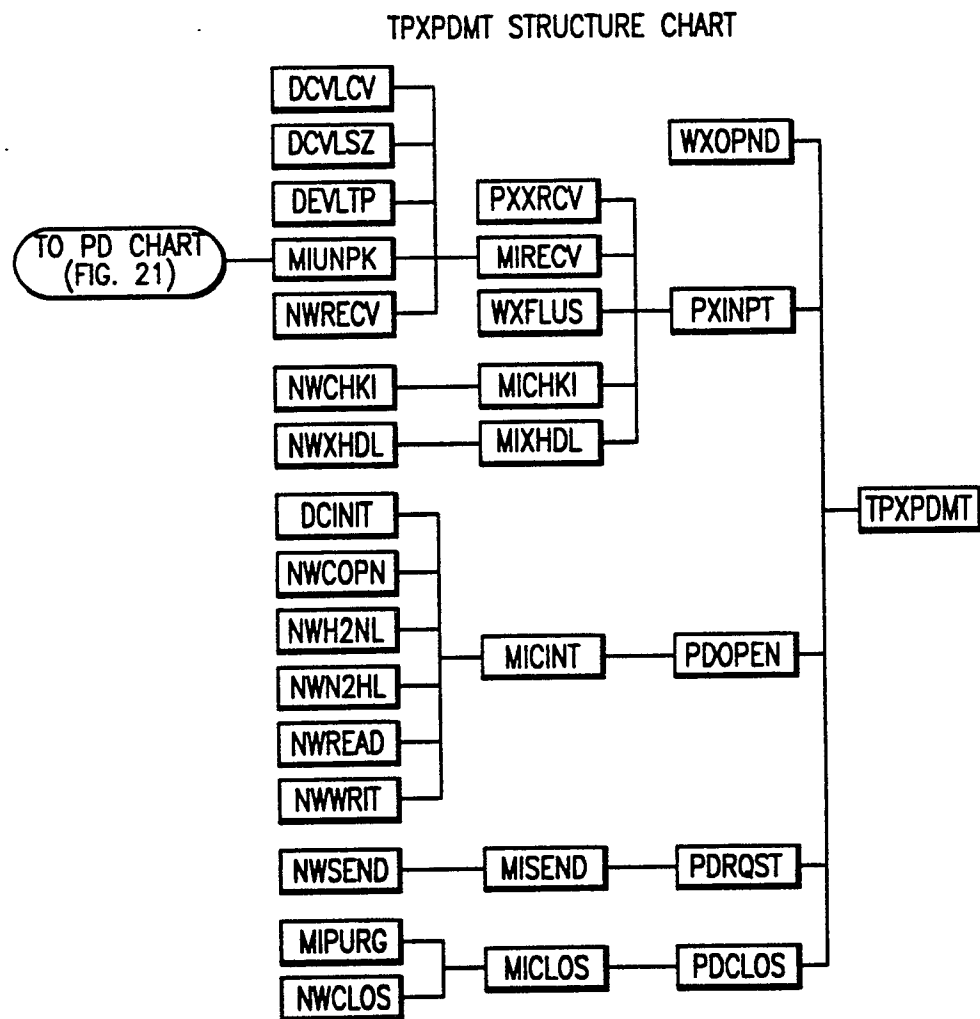 TPXPDMT STRUCTURE CHART
DCVLCV
DCVLSZ
WXOPND
DEVLTP
PXXRCV
TO PD CHART
(FIG. 21)
MIUNPK
MIRECV
NWRECV
WXFLUS
PXINPT
NWCHKI
MICHKI
NWXHDL
MIXHDL
TPXPDMT
DCINIT
NWCOPN
NWH2NL
MICINT
PDOPEN
NWN2HL
NWREAD
NWWRIT
NWSEND
MISEND
PDRQST
MIPURG
MICLOS
PDCLOS
NWCLOS